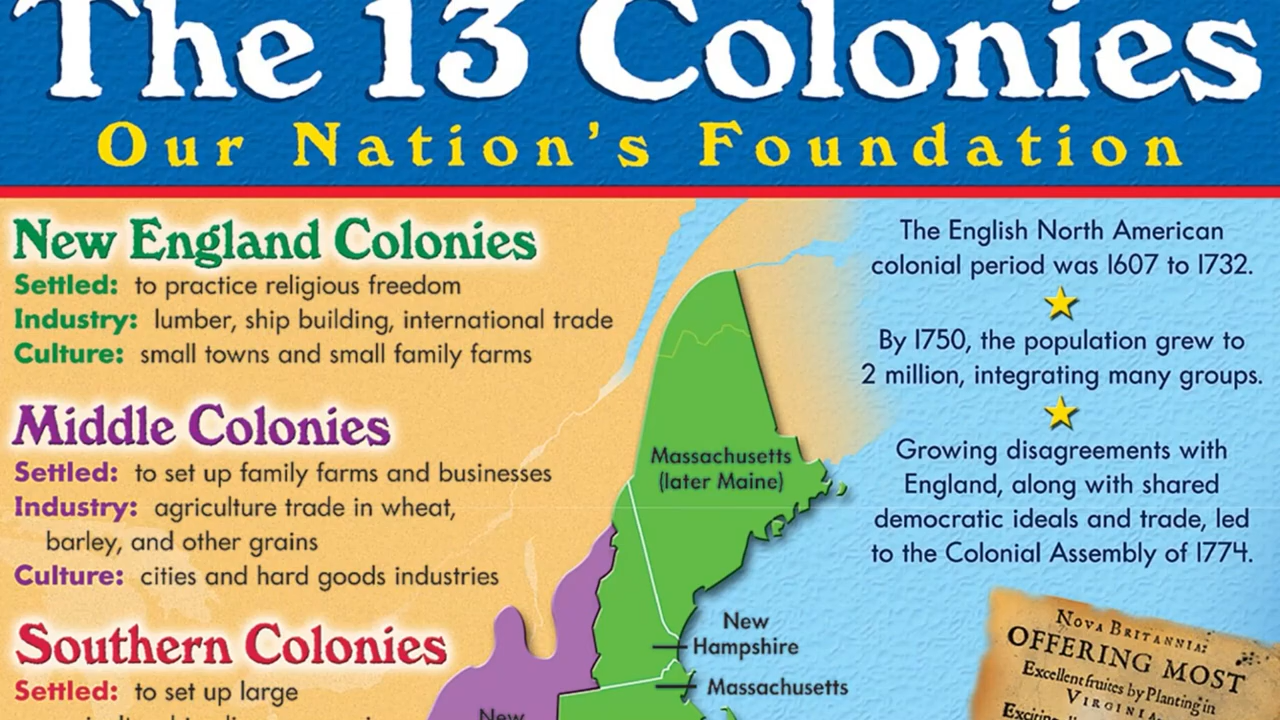 The 13 Colonies
Our Nation's Foundation
New England Colonies
Settled: to practice religious freedom
Industry: lumber, ship building, international trade
Culture: small towns and small family farms
Middle Colonies
Settled: to set up family farms and businesses
Industry: agriculture trade in wheat,
barley, and other grains
Culture: cities and hard goods industries
Southern Colonies
Settled: to set up large
The English North American
colonial period was 1607 to 1732.
By 1750, the population grew to
2 million, integrating many groups.
Growing disagreements with
England, along with shared
democratic ideals and trade, led
to the Colonial Assembly of 1774.
Massachusetts
(later Maine)
New
Hampshire
Massachusetts
New
NOVA BRITANNIA:
OFFERING MOST
Excellent fruites by Planting in
VIRGINIA